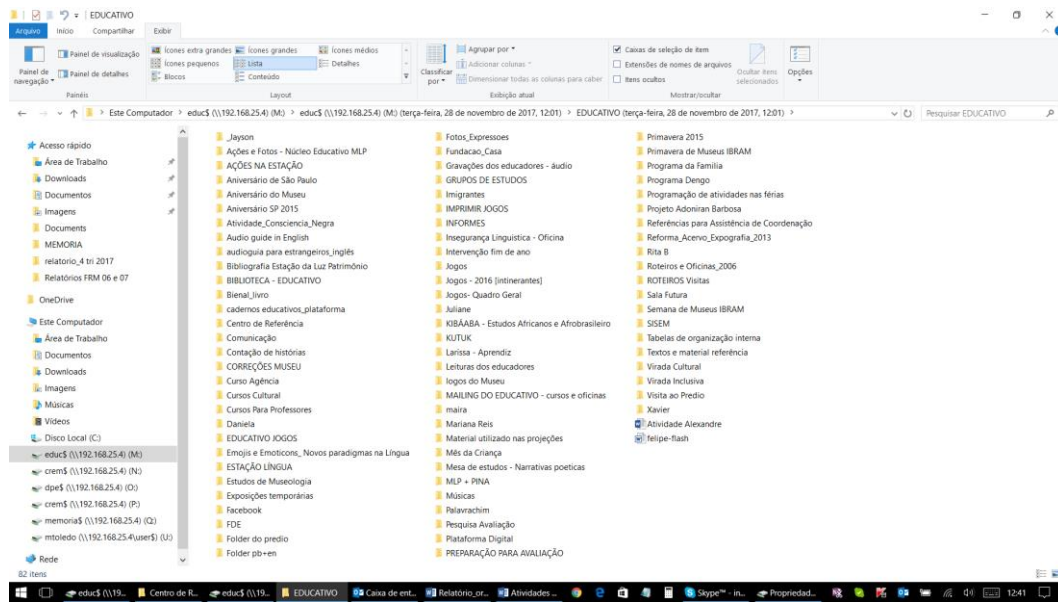 EDUCATIVO
Arquivo Início Compartilhar Exibir
Painel de navegação
Painel de visualização
Painel de detalhes
Painéis
Ícones extra grandes Ícones grandes Ícones médios
Ícones pequenos Lista Detalhes
Blocos Conteúdo
Layout
Classificar por
Agrupar por
Adicionar colunas
Dimensionar todas as colunas para caber
Exibição atual
Caixas de seleção de item
Extensões de nomes de arquivos
Itens ocultos
Ocultar itens selecionados
Mostrar/ocultar
Opções
Este Computador > educ$ (\\192.168.25.4) (M:) > educ$ (\\192.168.25.4) (M:) (terça-feira, 28 de novembro de 2017, 12:01) > EDUCATIVO (terça-feira, 28 de novembro de 2017, 12:01) >
Pesquisar EDUCATIVO
Acesso rápido
Área de Trabalho
Downloads
Documentos
Imagens
Documents
MEMORIA
relatorio_4 tri 2017
Relatórios FRM 06 e 07
OneDrive
Este Computador
Área de Trabalho
Documentos
Downloads
Imagens
Músicas
Vídeos
Disco Local (C:)
educ$ (\\192.168.25.4) (M:)
crem$ (\\192.168.25.4) (N:)
dpe$ (\\192.168.25.4) (O:)
crem$ (\\192.168.25.4) (P:)
memoria$ (\\192.168.25.4) (Q:)
mtoledo (\\192.168.25.4\user$) (U:)
Rede
_Jayson
Ações e Fotos - Núcleo Educativo MLP
AÇÕES NA ESTAÇÃO
Aniversário de São Paulo
Aniversário do Museu
Aniversário SP 2015
Atividade_Consciencia_Negra
Audio guide in English
audioguia para estrangeiros_inglês
Bibliografia Estação da Luz Patrimônio
BIBLIOTECA - EDUCATIVO
Bienal_livro
cadernos educativos_plataforma
Centro de Referência
Comunicação
Contação de histórias
CORREÇÕES MUSEU
Curso Agência
Cursos Cultural
Cursos Para Professores
Daniela
EDUCATIVO JOGOS
Emojis e Emoticons_ Novos paradigmas na Língua
ESTAÇÃO LÍNGUA
Estudos de Museologia
Exposições temporárias
Facebook
FDE
Folder do predio
Folder pb+en
Fotos_Expressoes
Fundacao_Casa
Gravações dos educadores - áudio
GRUPOS DE ESTUDOS
Imigrantes
IMPRIMIR JOGOS
INFORMES
Insegurança Linguistica - Oficina
Intervenção fim de ano
Jogos
Jogos - 2016 [intinerantes]
Jogos- Quadro Geral
Juliane
KIBÁABA - Estudos Africanos e Afrobrasileiro
KUTUK
Larissa - Aprendiz
Leituras dos educadores
logos do Museu
MAILING DO EDUCATIVO - cursos e oficinas
maira
Mariana Reis
Material utilizado nas projeções
Mês da Criança
Mesa de estudos - Narrativas poeticas
MLP + PINA
Músicas
Palavrachim
Pesquisa Avaliação
Plataforma Digital
PREPARAÇÃO PARA AVALIAÇÃO
Primavera 2015
Primavera de Museus IBRAM
Programa da Família
Programa Dengo
Programação de atividades nas férias
Projeto Adoniran Barbosa
Referências para Assistência de Coordenação
Reforma_Acervo_Expografia_2013
Rita B
Roteiros e Oficinas_2006
ROTEIROS Visitas
Sala Futura
Semana de Museus IBRAM
SISEM
Tabelas de organização interna
Textos e material referência
Virada Cultural
Virada Inclusiva
Visita ao Predio
Xavier
Atividade Alexandre
felipe-flash
82 itens
educ$ (\\19... Centro de R... educ$ (\\19... EDUCATIVO Caixa de ent... Relatório_or... Atividades ... Skype™ - in... Propriedad... 12:41